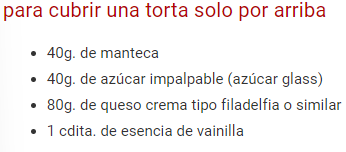 para cubrir una torta solo por arriba
• 40g. de manteca
• 40g. de azúcar impalpable (azúcar glass)
• 80g. de queso crema tipo filadelfia o similar
• 1 cdita. de esencia de vainilla